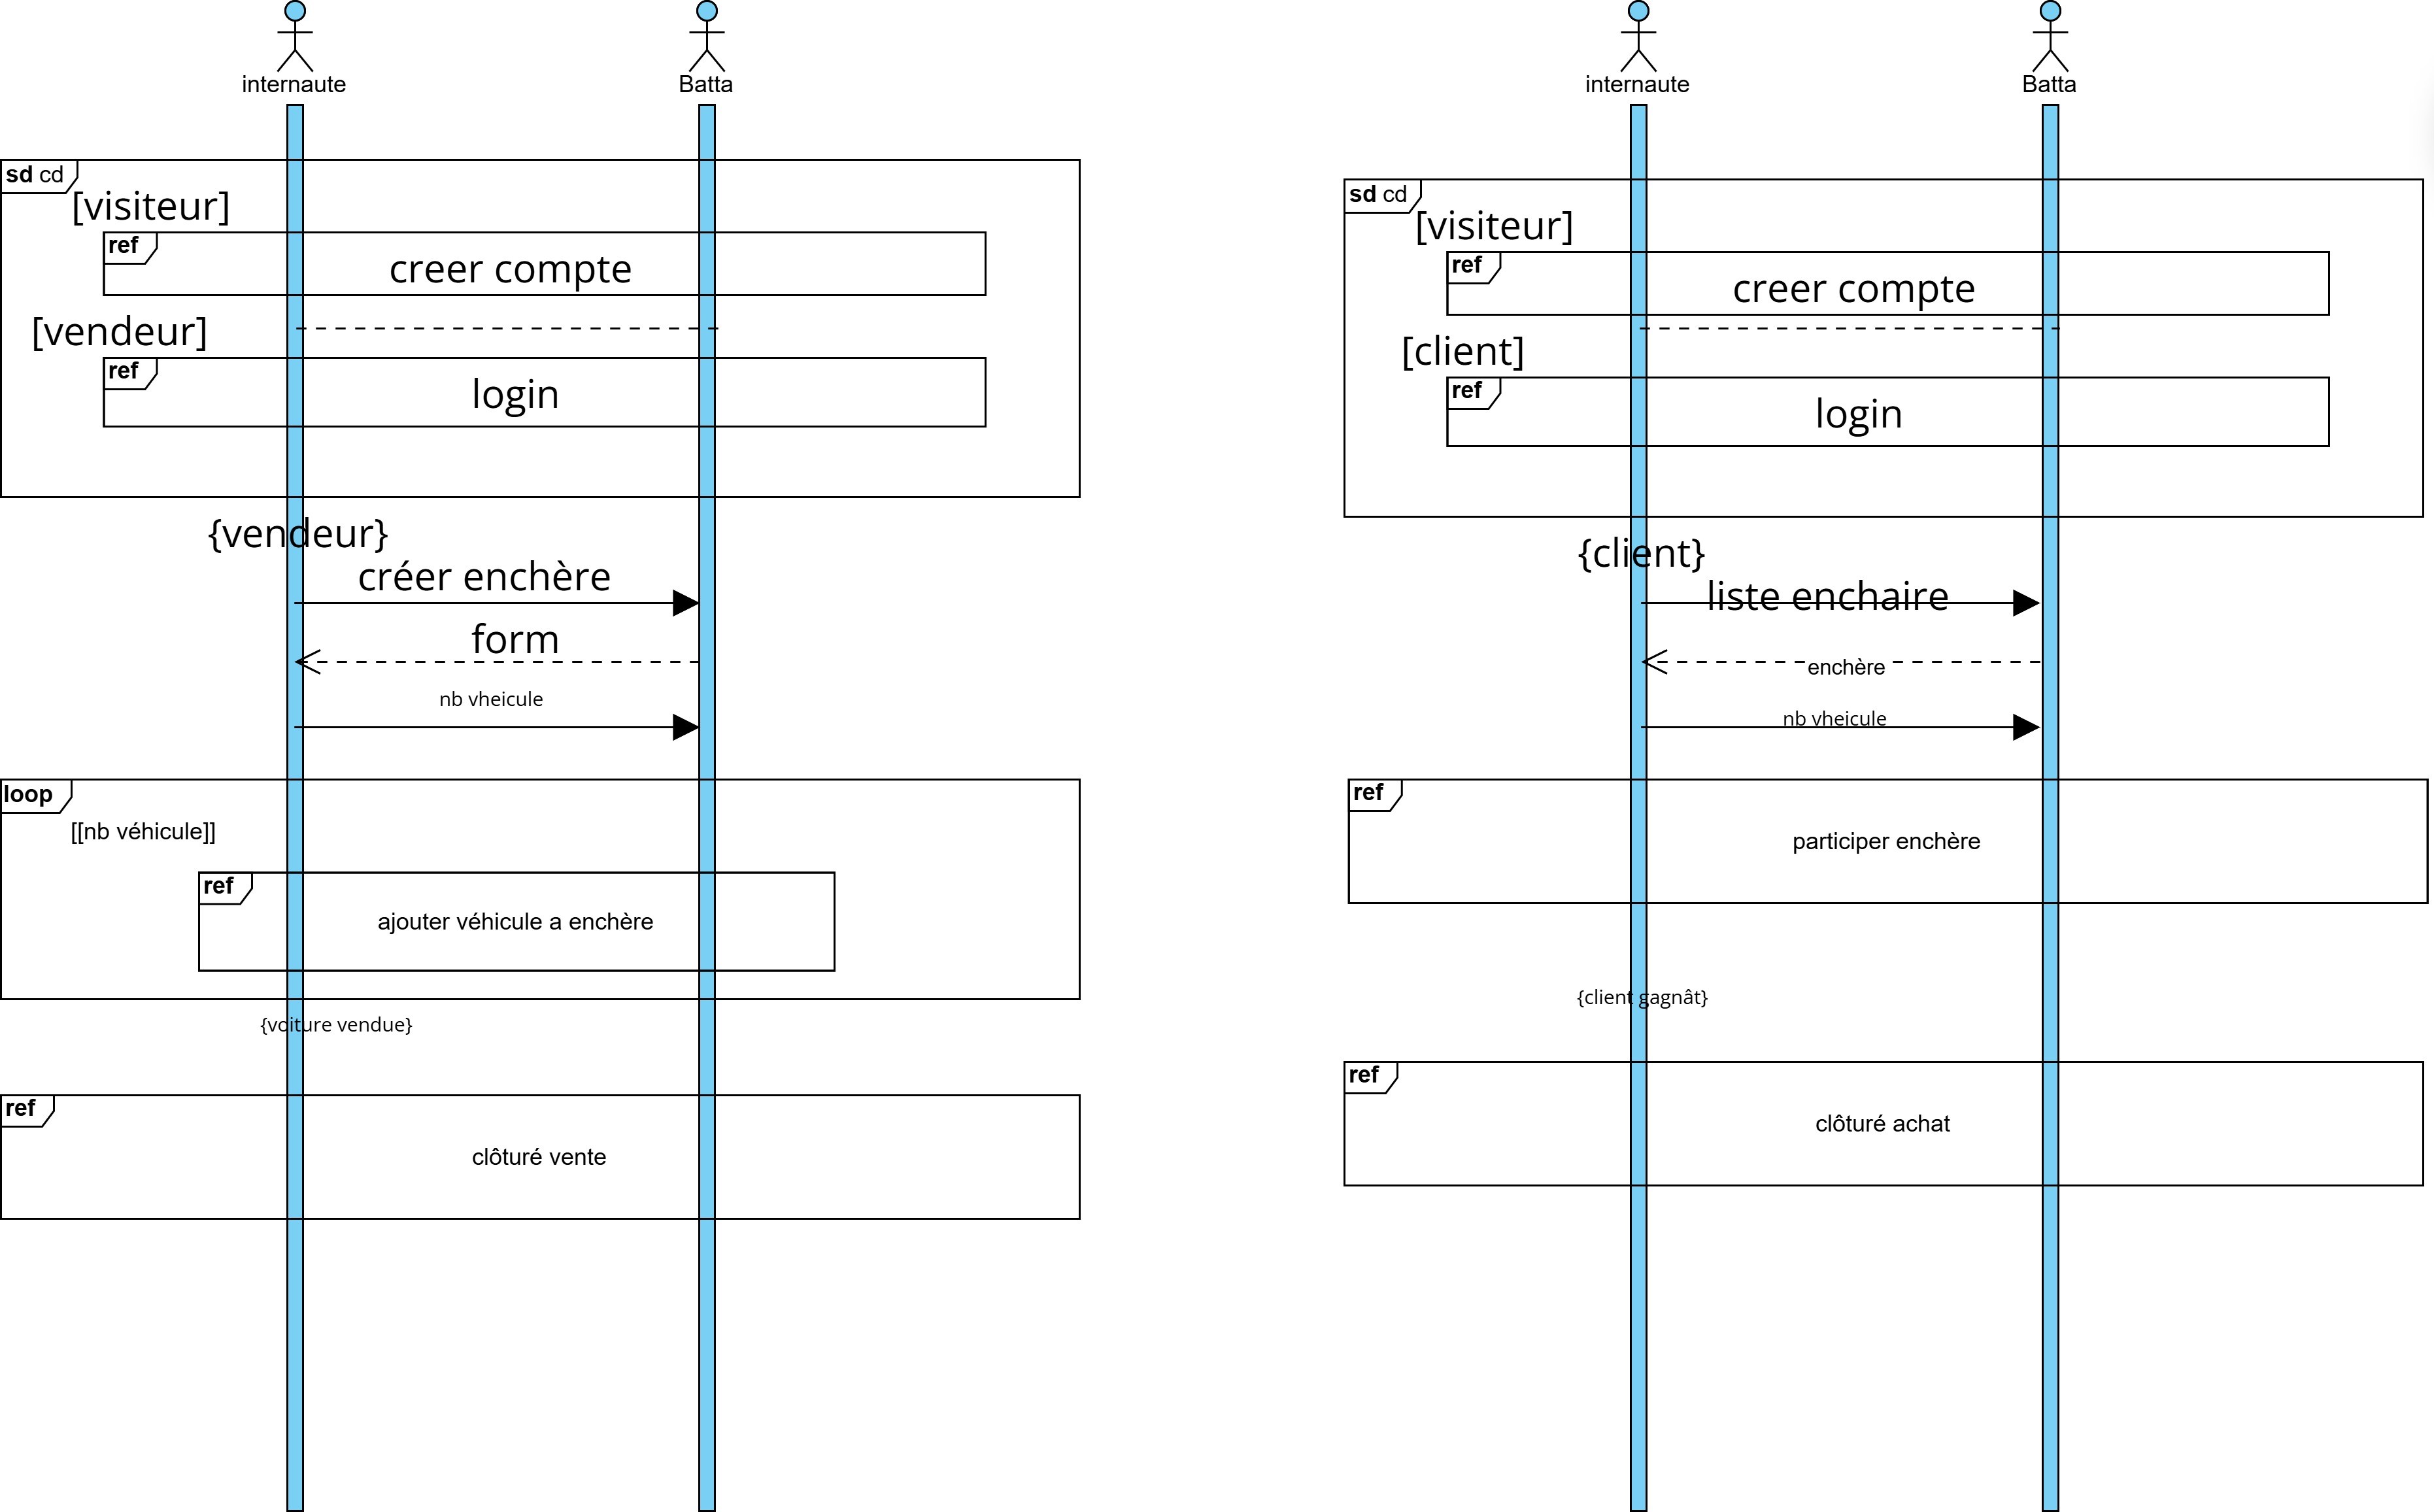 internaute
Batta
sd cd
[visiteur]
ref
creer compte
[vendeur]
ref
login
{vendeur}
créer enchère
form
nb vheicule
loop
[[nb véhicule]]
ref
ajouter véhicule a enchère
{voiture vendue}
ref
clôturé vente
internaute
Batta
sd cd
[visiteur]
ref
creer compte
[client]
ref
login
{client}
liste enchaire
enchère
nb vheicule
ref
participer enchère
{client gagnât}
ref
clôturé achat